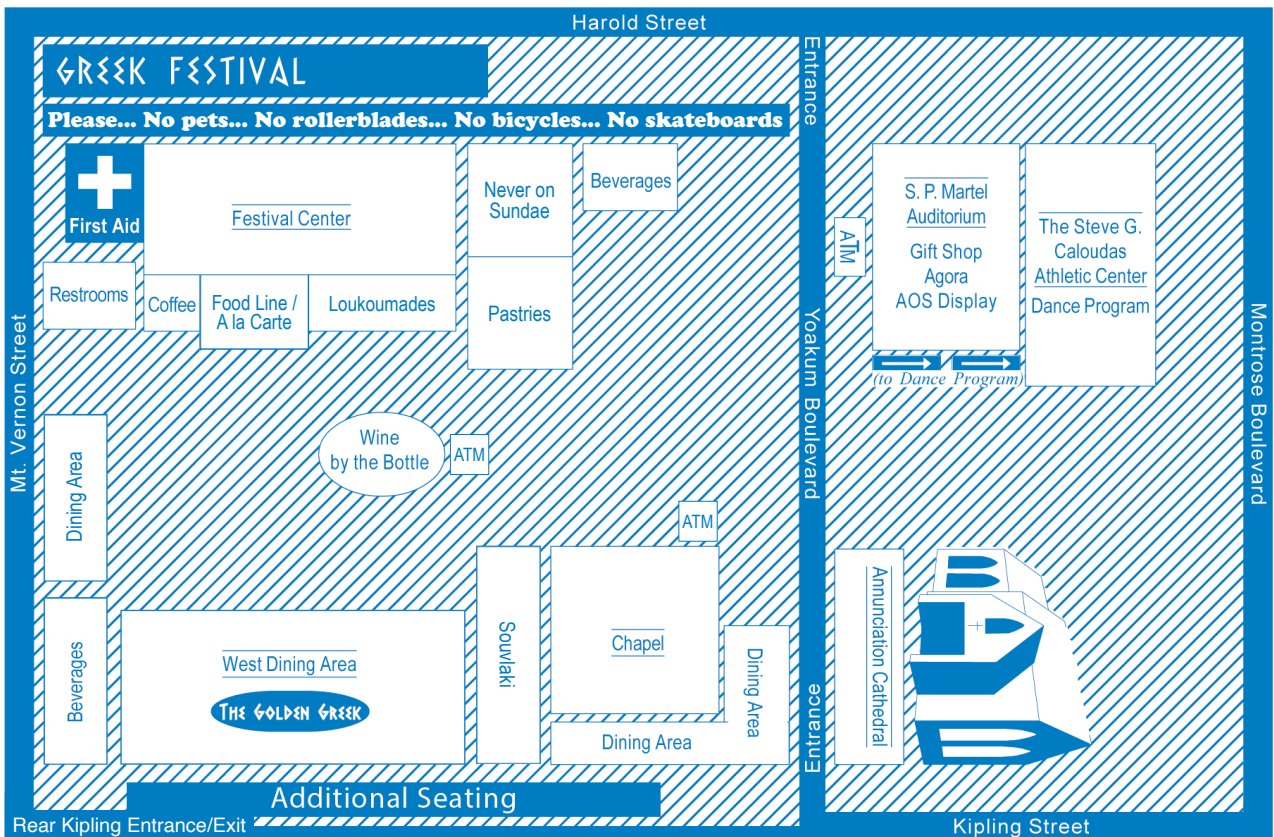 Harold Street
GREEK FESTIVAL
Please... No pets... No rollerblades... No bicycles... No skateboards
Entrance
First Aid
Festival Center
Never on
Sundae
Beverages
S. P. Martel
Auditorium
Gift Shop
Agora
AOS Display
ATM
The Steve G.
Caloudas
Athletic Center
Dance Program
Restrooms
Coffee
Food Line /
A la Carte
Loukoumades
Pastries
(to Dance Program)
Mt. Vernon Street
Yoakum Boulevard
Montrose Boulevard
Dining Area
Wine
by the Bottle
ATM
ATM
Beverages
West Dining Area
THE GOLDEN GREEK
Souvlaki
Chapel
Dining Area
Dining Area
Entrance
Annunciation Cathedral
Additional Seating
Rear Kipling Entrance/Exit
Kipling Street